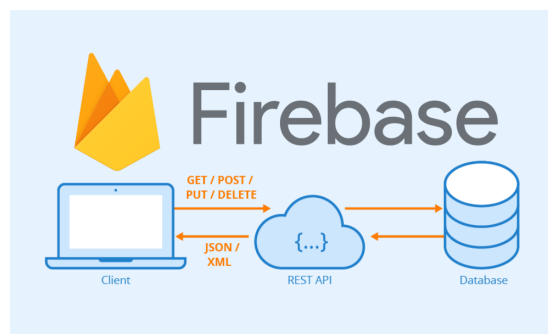 Firebase
GET / POST /
PUT / DELETE
{...}
JSON /
XML
Client
REST API
Database